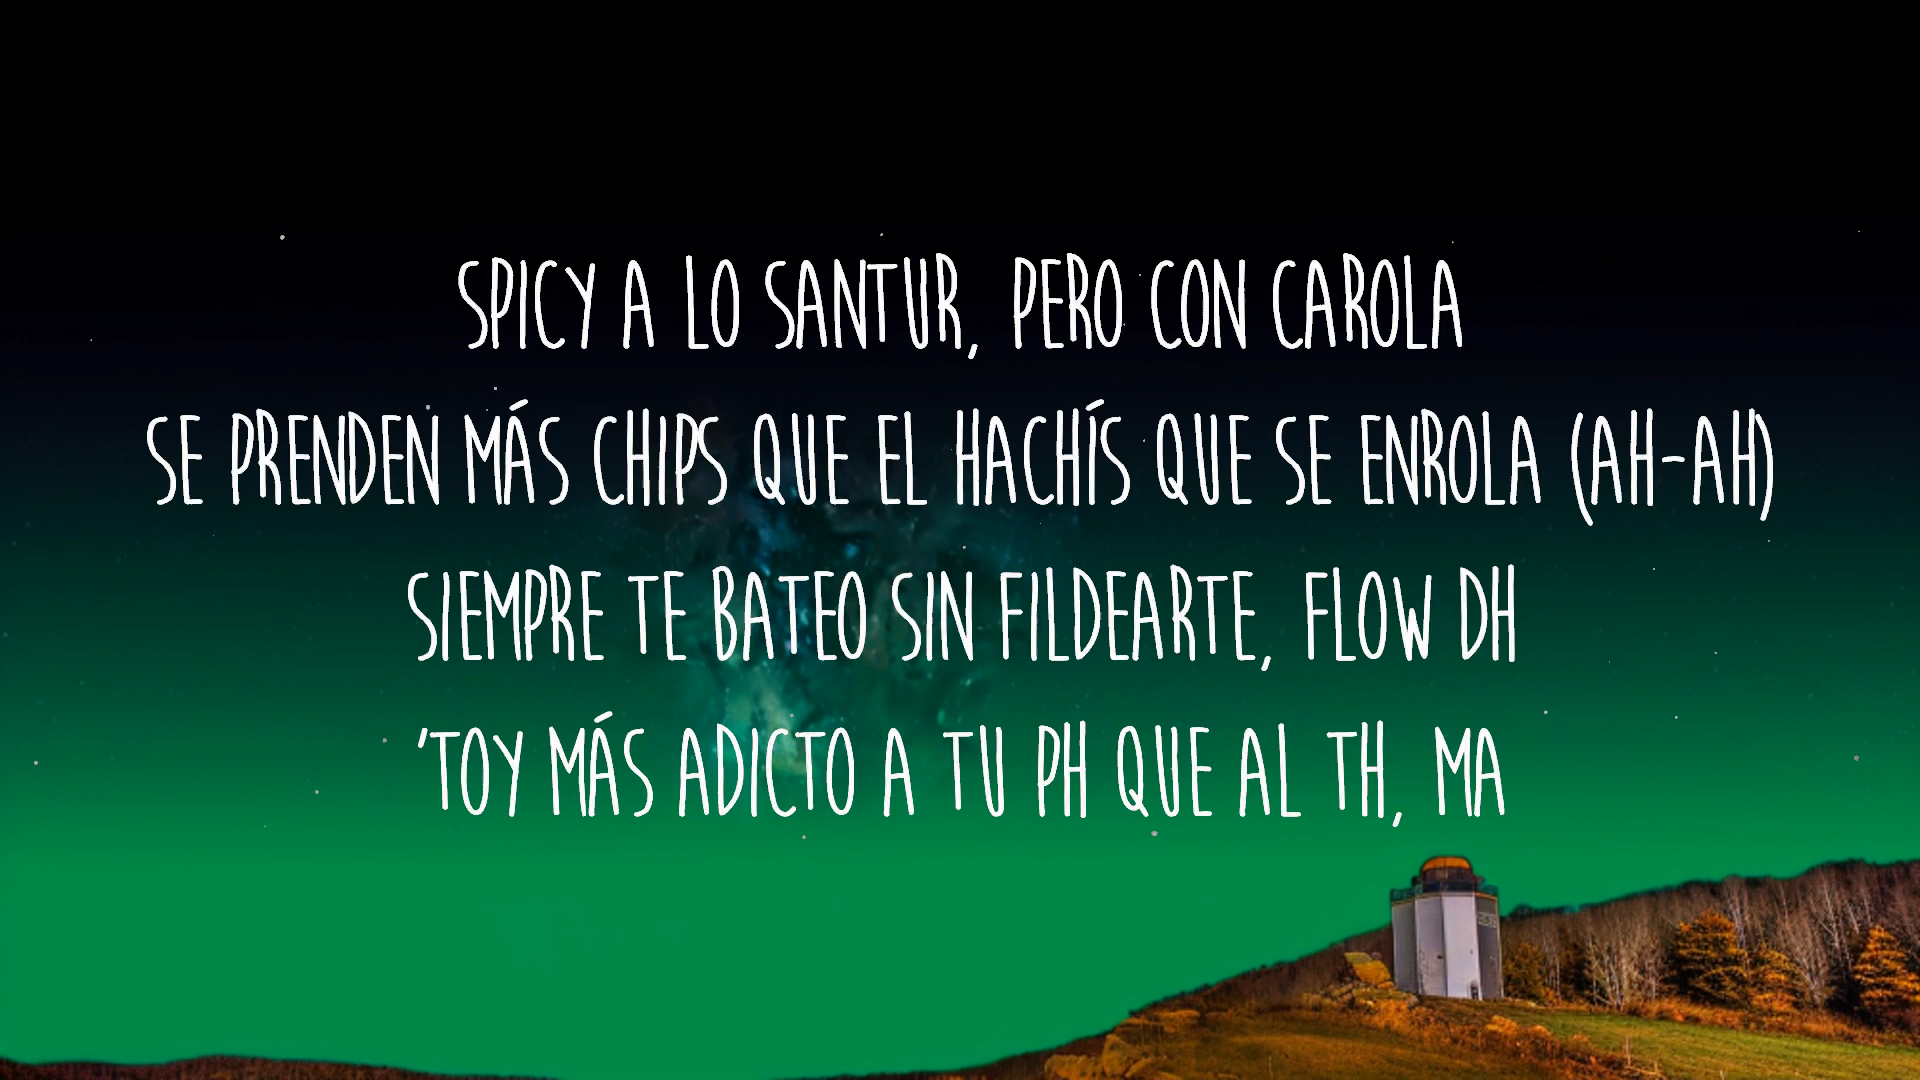 SPICY A LO SANTUR, PERO CON CAROLA
SE PRENDEN MÁS CHIPS QUE EL HACHÍS QUE SE ENROLA (AH-AH)
SIEMPRE TE BATEO SIN FILDEARTE, FLOW DH
'TOY MÁS ADICTO A TU PH QUE AL TH, MA